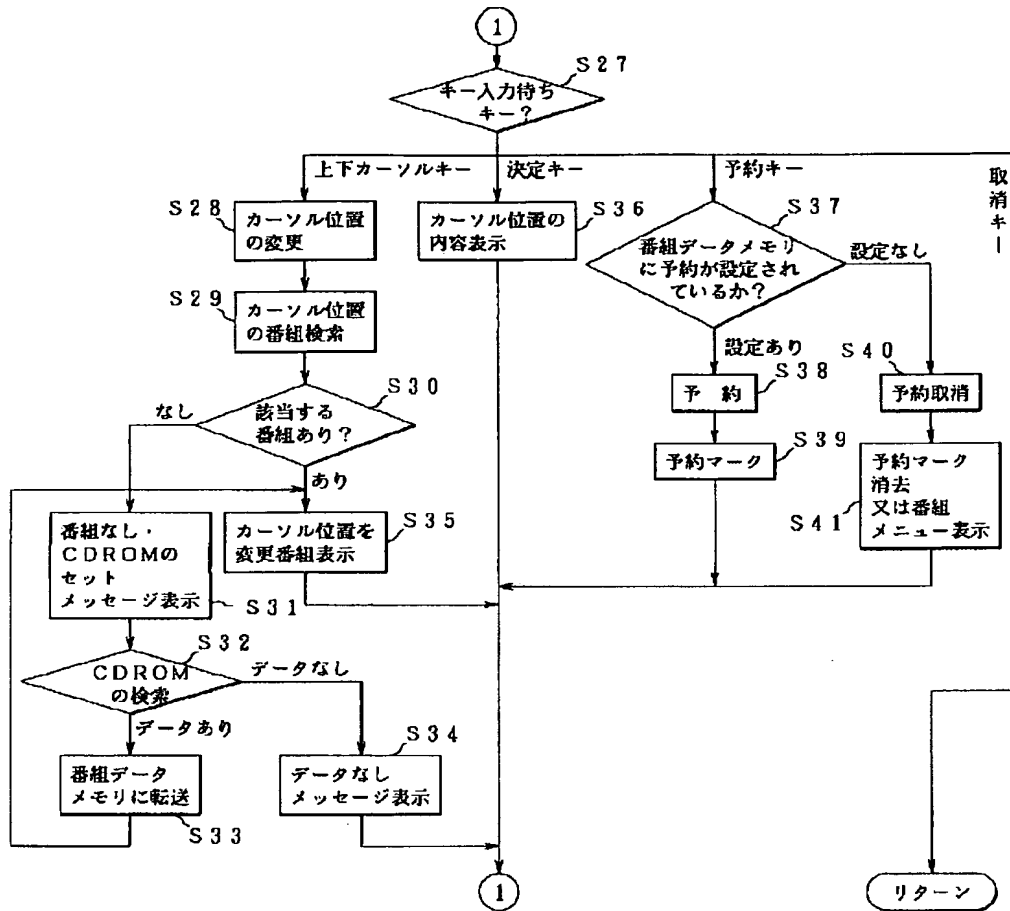 1
S27
キー入力待ち
キー?
上下カーソルキー
決定キー
予約キー
取消キー
S28
カーソル位置
の変更
S36
カーソル位置の
内容表示
S37
番組データメモリ
に予約が設定され
ているか?
設定なし
S29
カーソル位置
の番組検索
設定あり
S40
S38
予 約
予約取消
S30
なし
該当する
番組あり?
S39
予約マーク
予約マーク
消去
又は番組
メニュー表示
S41
あり
番組なし・
CDROMの
セット
メッセージ表示
S31
S35
カーソル位置を
変更番組表示
S32
CDROM
の検索
データなし
データあり
S34
番組データ
メモリに転送
S33
データなし
メッセージ表示
1
リターン